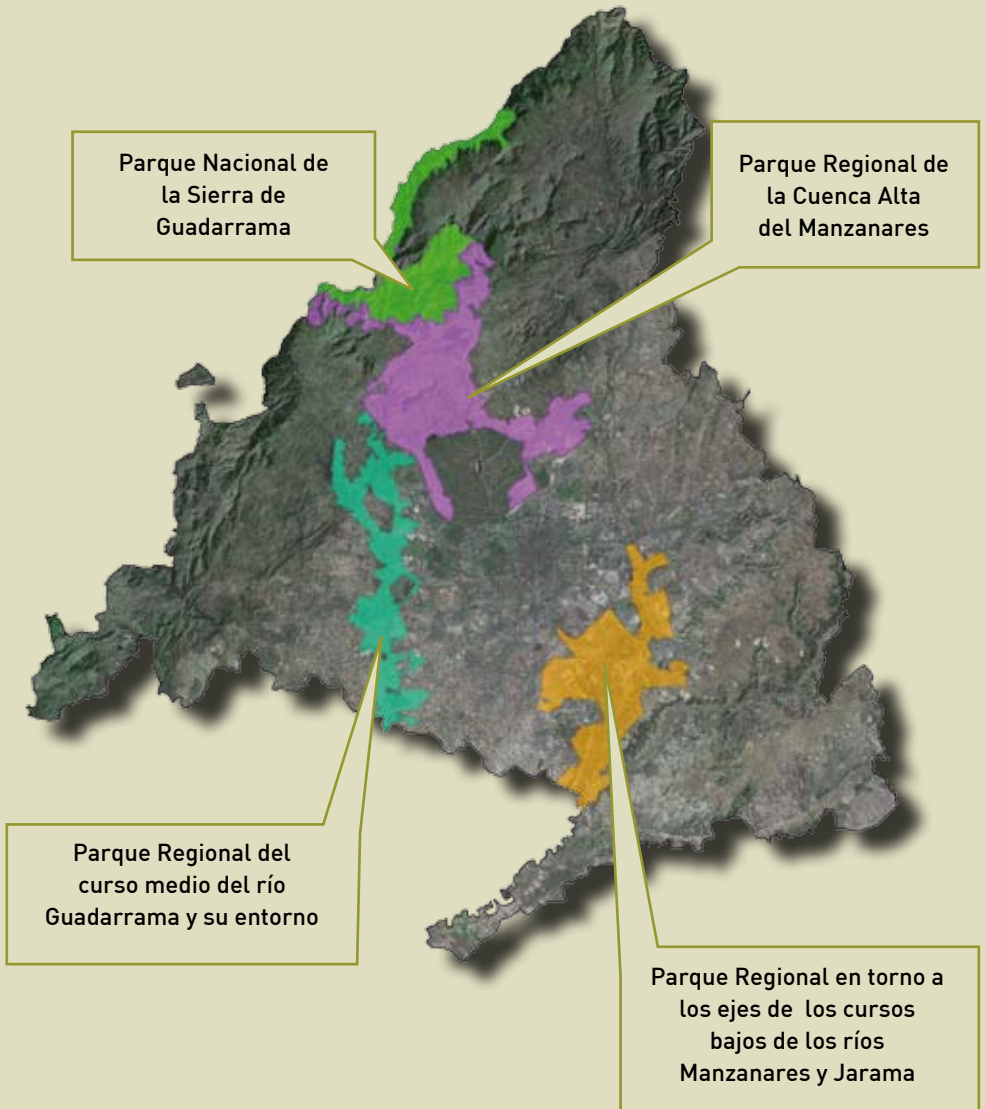 Parque Nacional de
la Sierra de
Guadarrama
Parque Regional de
la Cuenca Alta
del Manzanares
Parque Regional del
curso medio del río
Guadarrama y su entorno
Parque Regional en torno a
los ejes de los cursos
bajos de los ríos
Manzanares y Jarama